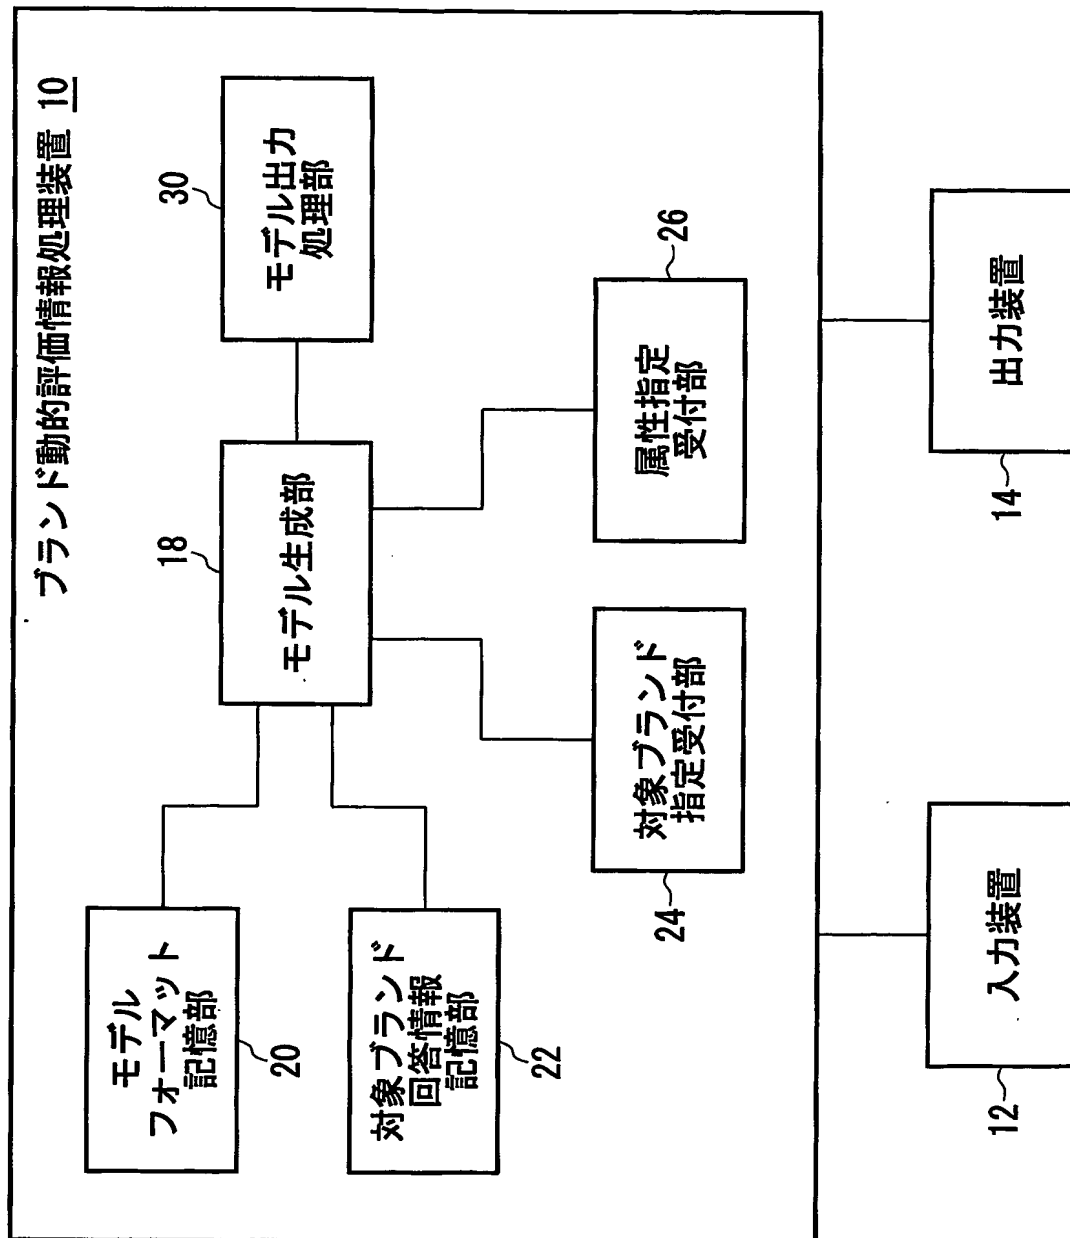 ブランド動的評価情報処理装置 10
モデル
フォーマット
記憶部
20
対象ブランド
回答情報
記憶部
22
18
モデル生成部
30
モデル出力
処理部
対象ブランド
指定受付部
24
属性指定
受付部
26
入力装置
12
出力装置
14